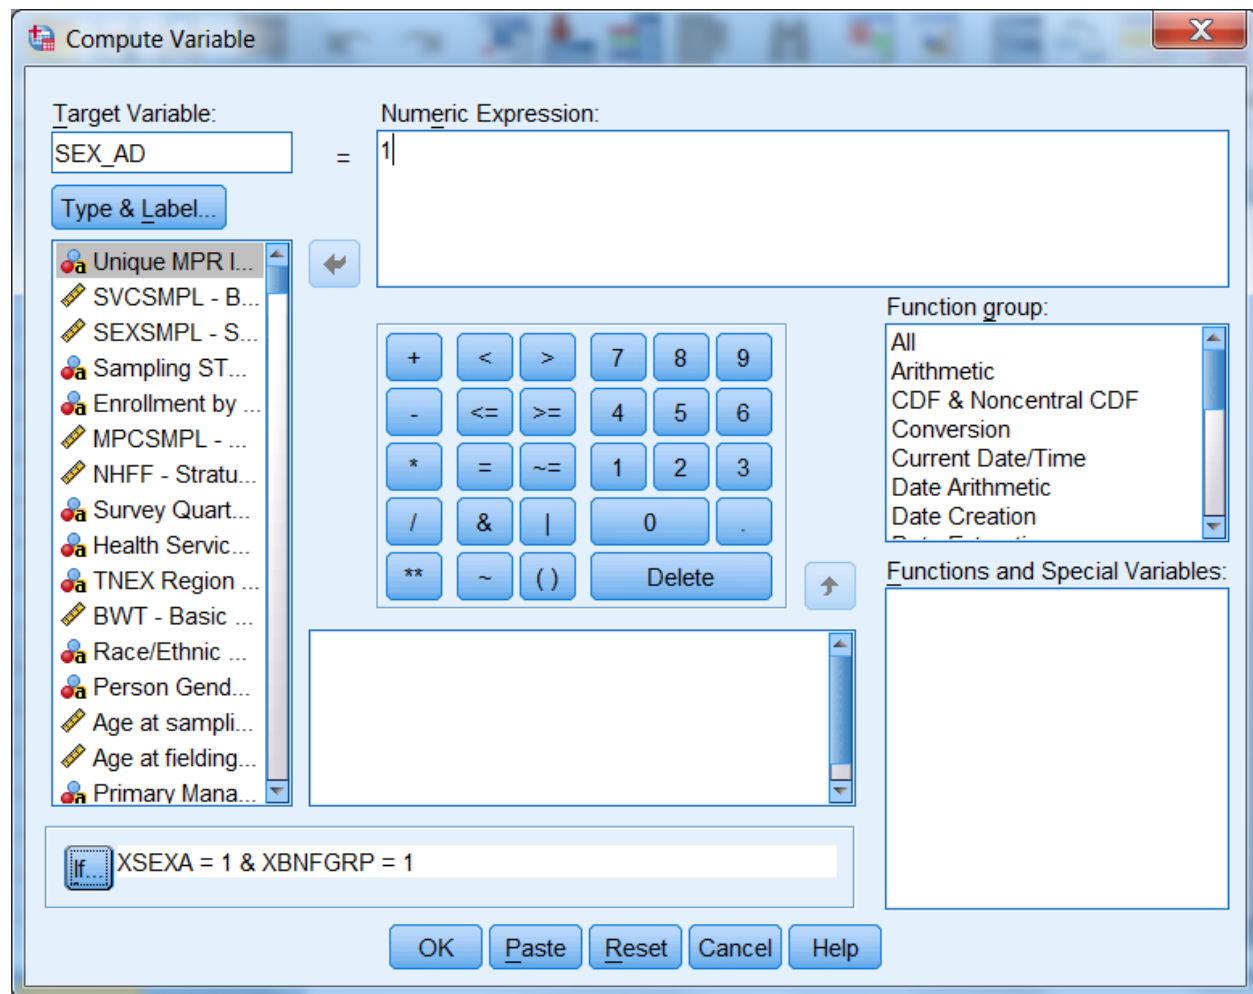 Compute Variable
Target Variable:
SEX_AD
=
Numeric Expression:
1
Type & Label...
Unique MPR I...
SVCSMPL - B...
SEXSMPL - S...
Sampling ST...
Enrollment by ...
MPCSMPL - ...
NHFF - Stratu...
Survey Quart...
Health Servic...
TNEX Region ...
BWT - Basic ...
Race/Ethnic ...
Person Gend...
Age at sampli...
Age at fielding...
Primary Mana...
+ < > 7 8 9
- <= >= 4 5 6
* = ~= 1 2 3
/ & | 0 .
** ~ ( ) Delete
Function group:
All
Arithmetic
CDF & Noncentral CDF
Conversion
Current Date/Time
Date Arithmetic
Date Creation
Functions and Special Variables:
If... XSEXA = 1 & XBNFGRP = 1
OK Paste Reset Cancel Help